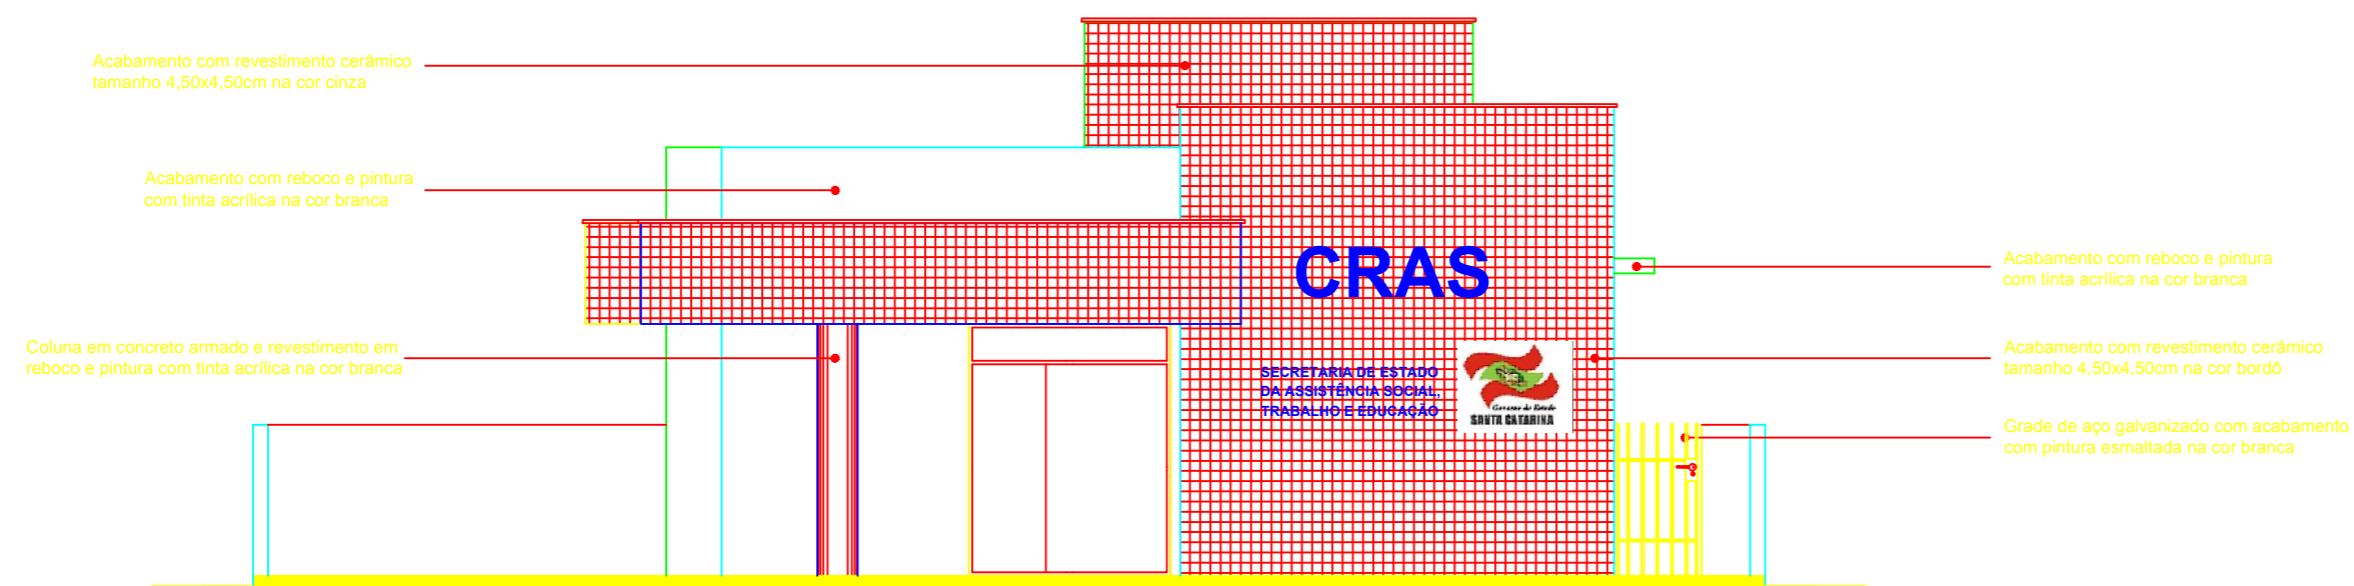 Acabamento com revestimento cerâmico
tamanho 4,50x4,50cm na cor cinza
Acabamento com reboco e pintura
com tinta acrílica na cor branca
Coluna em concreto armado e revestimento em
reboco e pintura com tinta acrílica na cor branca
CRAS
SECRETARIA DE ESTADO
DA ASSISTÊNCIA SOCIAL,
TRABALHO E EDUCAÇÃO
Governo do Estado
SANTA CATARINA
Acabamento com reboco e pintura
com tinta acrílica na cor branca
Acabamento com revestimento cerâmico
tamanho 4,50x4,50cm na cor bordô
Grade de aço galvanizado com acabamento
com pintura esmaltada na cor branca